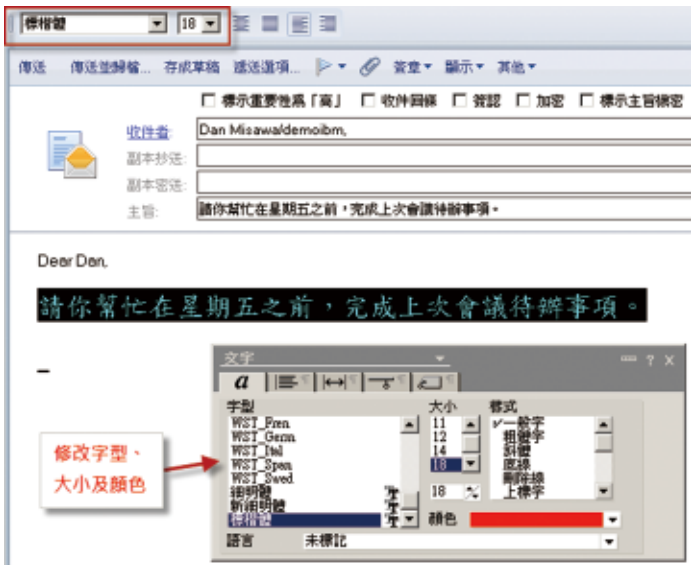 標楷體 18
傳送 傳送並歸檔... 存成草稿 遞送選項... 簽章 顯示 其他
標示重要性為「高」 收件回條 簽認 加密 標示主旨機密
收件者: Dan Misawa/demoibm,
副本抄送:
副本密送:
主旨: 請你幫忙在星期五之前，完成上次會議待辦事項。
Dear Dan,
請你幫忙在星期五之前，完成上次會議待辦事項。
文字
a
字型 大小 樣式
WST_Fren 11 一般字
WST_Germ 12 粗體字
WST_Ital 14 斜體
WST_Span 18 底線
WST_Swed 刪除線
細明體 18 上標字
新細明體
標楷體 顏色
語言 未標記
修改字型、
大小及顏色